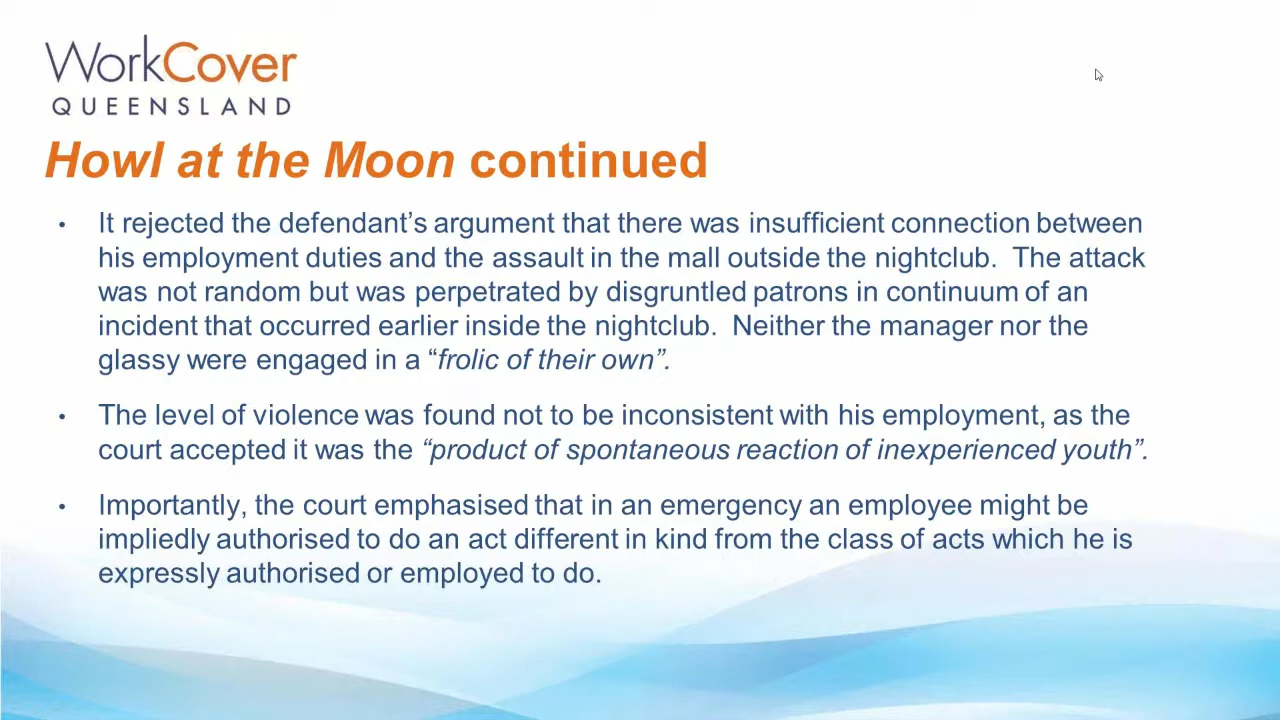 WorkCover
QUEENSLAND
Howl at the Moon continued
• It rejected the defendant’s argument that there was insufficient connection between
his employment duties and the assault in the mall outside the nightclub.  The attack
was not random but was perpetrated by disgruntled patrons in continuum of an
incident that occurred earlier inside the nightclub.  Neither the manager nor the
glassy were engaged in a “frolic of their own”.
• The level of violence was found not to be inconsistent with his employment, as the
court accepted it was the “product of spontaneous reaction of inexperienced youth”.
• Importantly, the court emphasised that in an emergency an employee might be
impliedly authorised to do an act different in kind from the class of acts which he is
expressly authorised or employed to do.